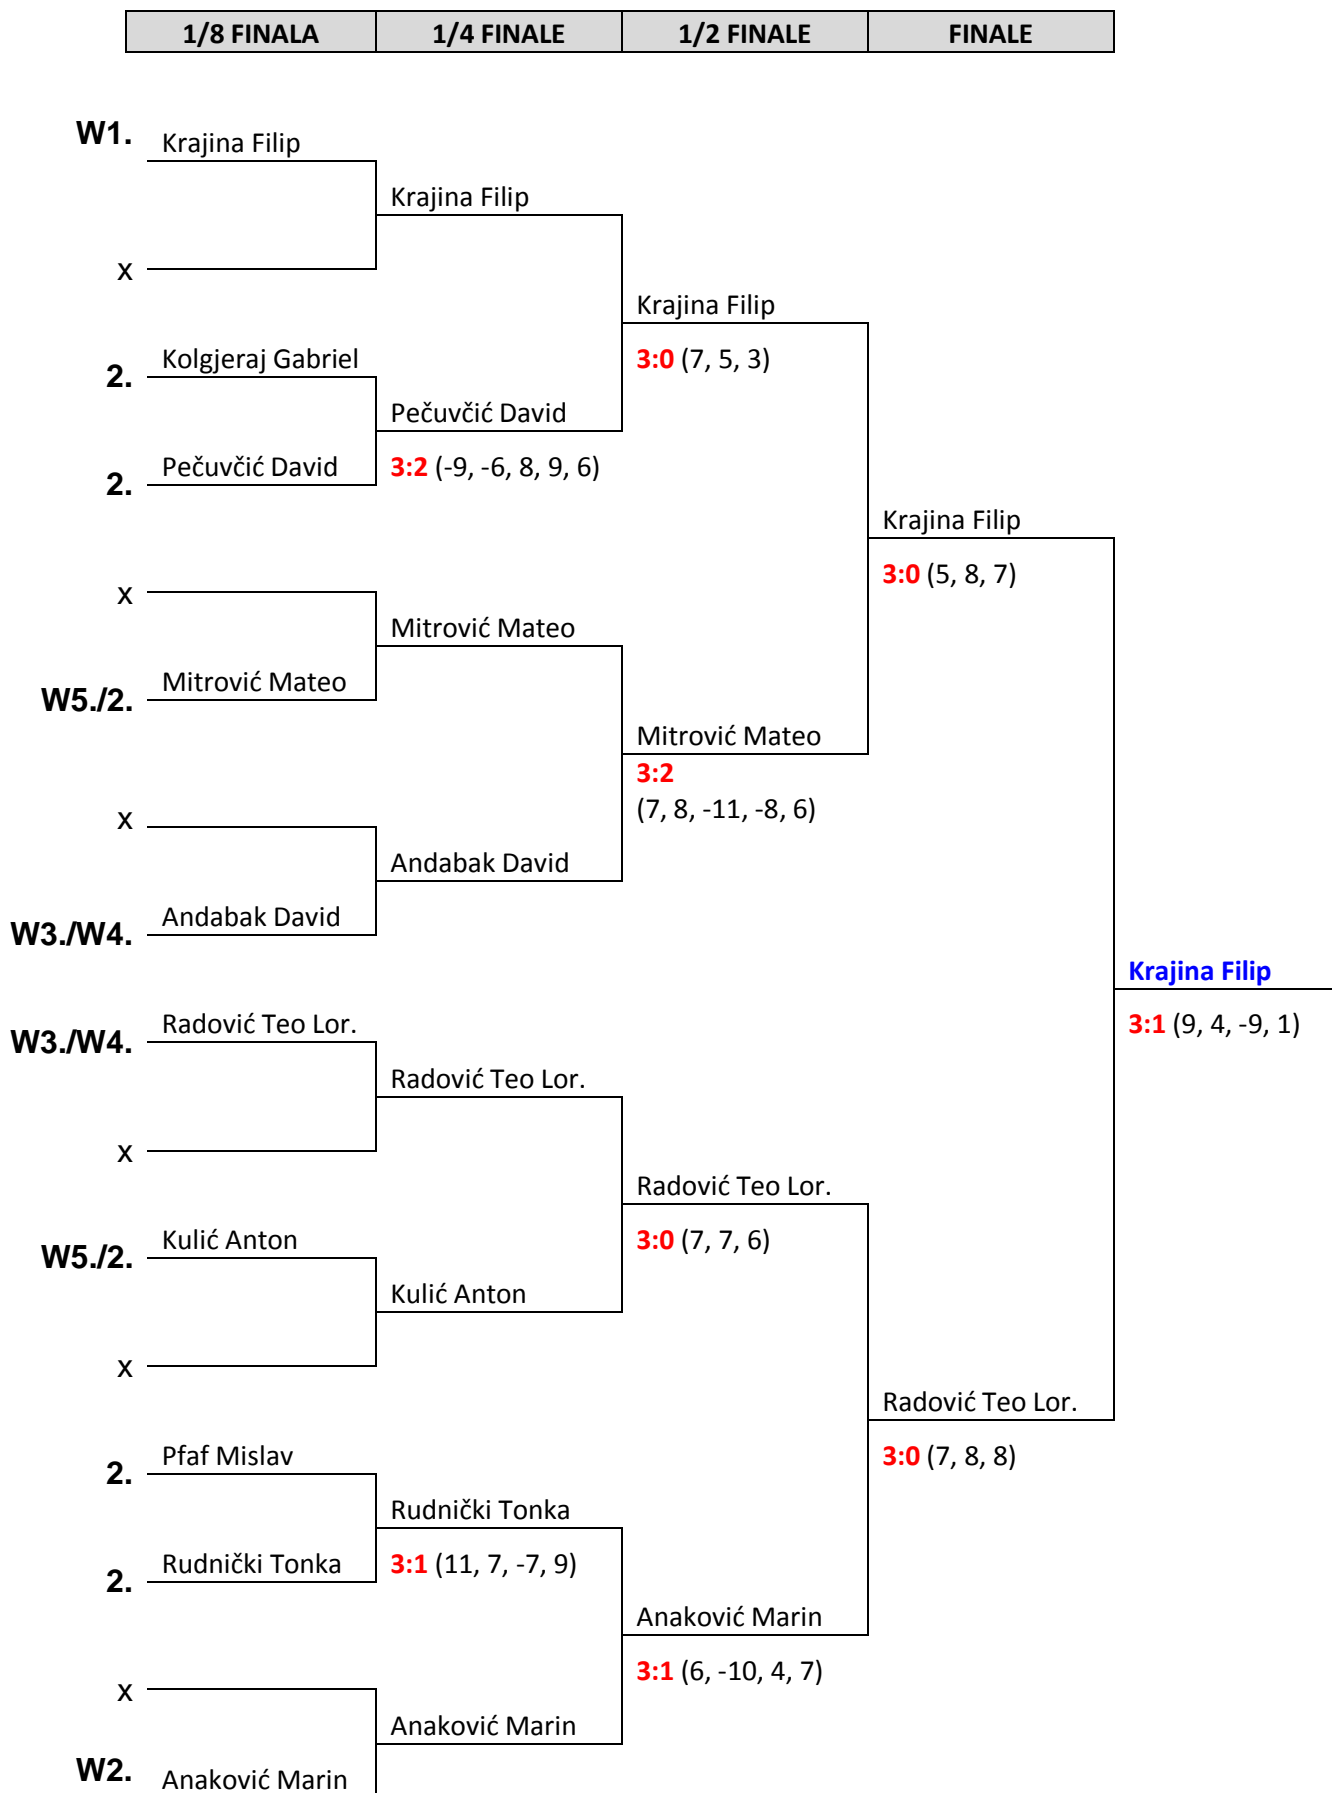 1/8 FINALA 1/4 FINALE 1/2 FINALE FINALE
W1. Krajina Filip
Krajina Filip
x
Krajina Filip
2. Kolgjeraj Gabriel 3:0 (7, 5, 3)
Pečuvčić David
2. Pečuvčić David 3:2 (-9, -6, 8, 9, 6)
Krajina Filip
x 3:0 (5, 8, 7)
Mitrović Mateo
W5./2. Mitrović Mateo
Mitrović Mateo
3:2
x (7, 8, -11, -8, 6)
Andabak David
W3./W4. Andabak David
Krajina Filip
W3./W4. Radović Teo Lor. 3:1 (9, 4, -9, 1)
Radović Teo Lor.
x
Radović Teo Lor.
W5./2. Kulić Anton 3:0 (7, 7, 6)
Kulić Anton
x
Radović Teo Lor.
2. Pfaf Mislav 3:0 (7, 8, 8)
Rudnički Tonka
2. Rudnički Tonka 3:1 (11, 7, -7, 9)
Anaković Marin
x 3:1 (6, -10, 4, 7)
Anaković Marin
W2. Anaković Marin